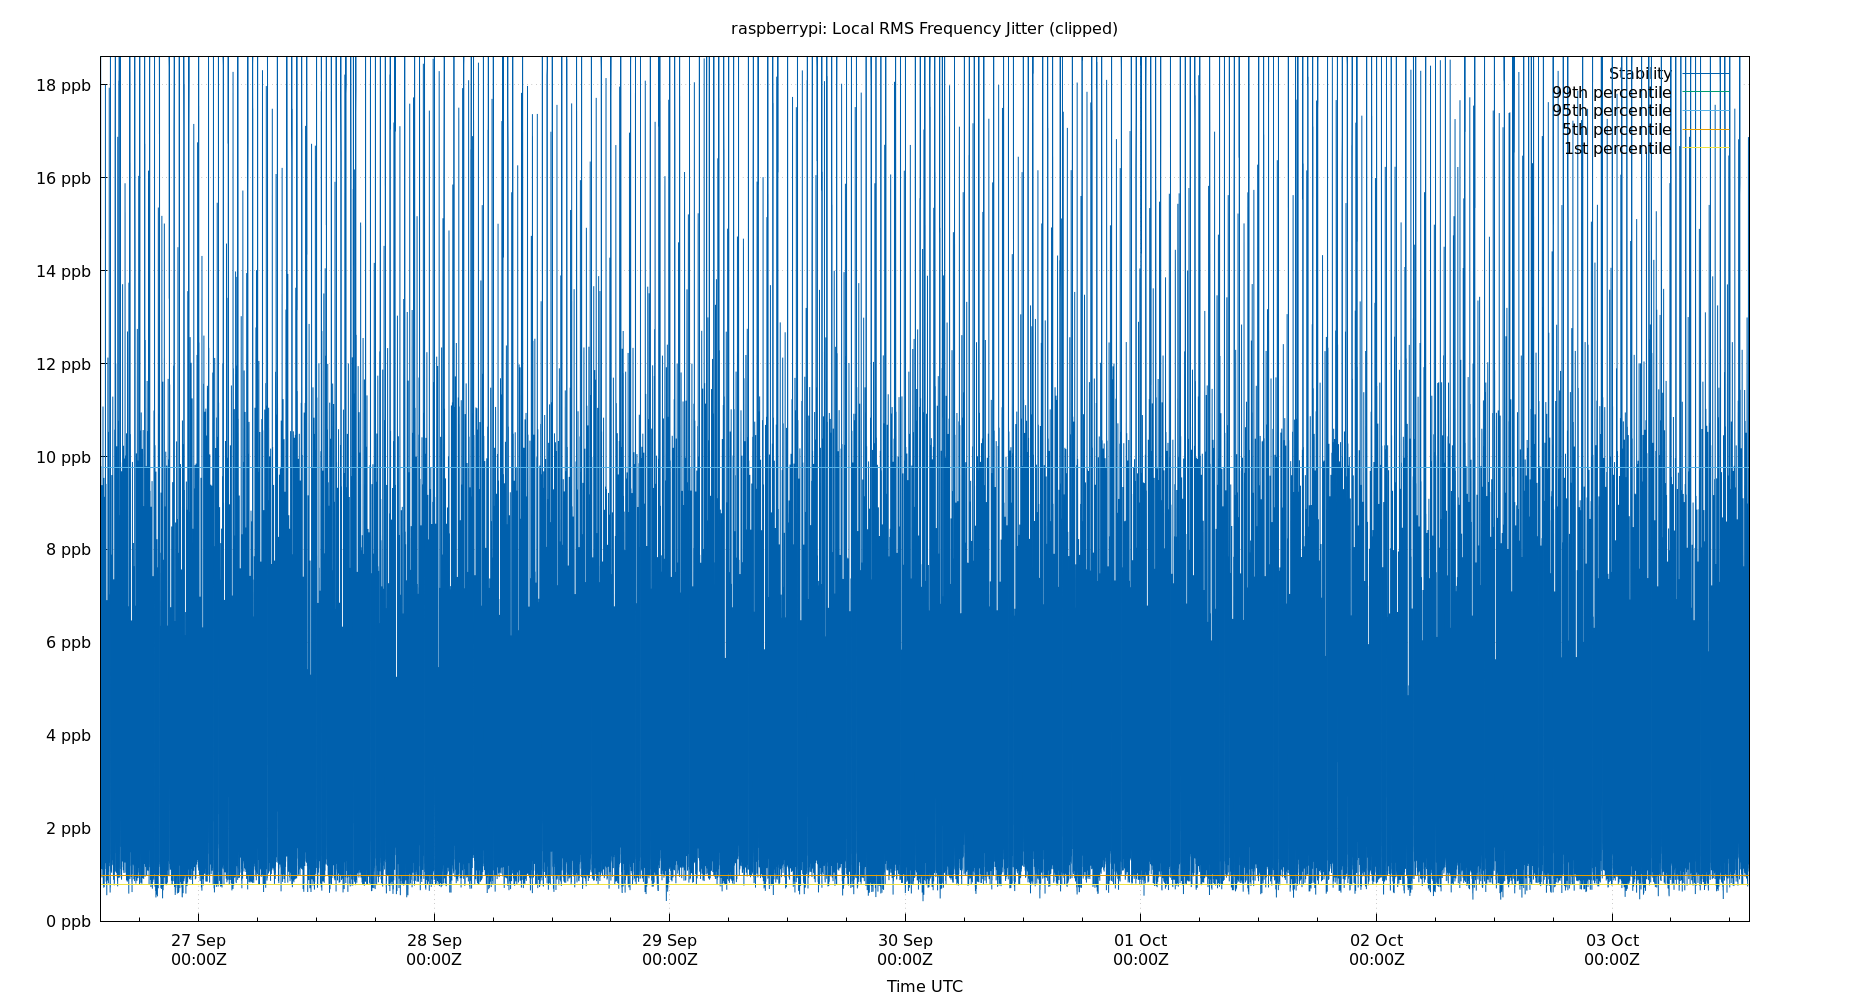 raspberrypi: Local RMS Frequency Jitter (clipped)
18 ppb
16 ppb
14 ppb
12 ppb
10 ppb
8 ppb
6 ppb
4 ppb
2 ppb
0 ppb
Stability
99th percentile
95th percentile
5th percentile
1st percentile
27 Sep 28 Sep 29 Sep 30 Sep 01 Oct 02 Oct 03 Oct
00:00Z 00:00Z 00:00Z 00:00Z 00:00Z 00:00Z 00:00Z
Time UTC